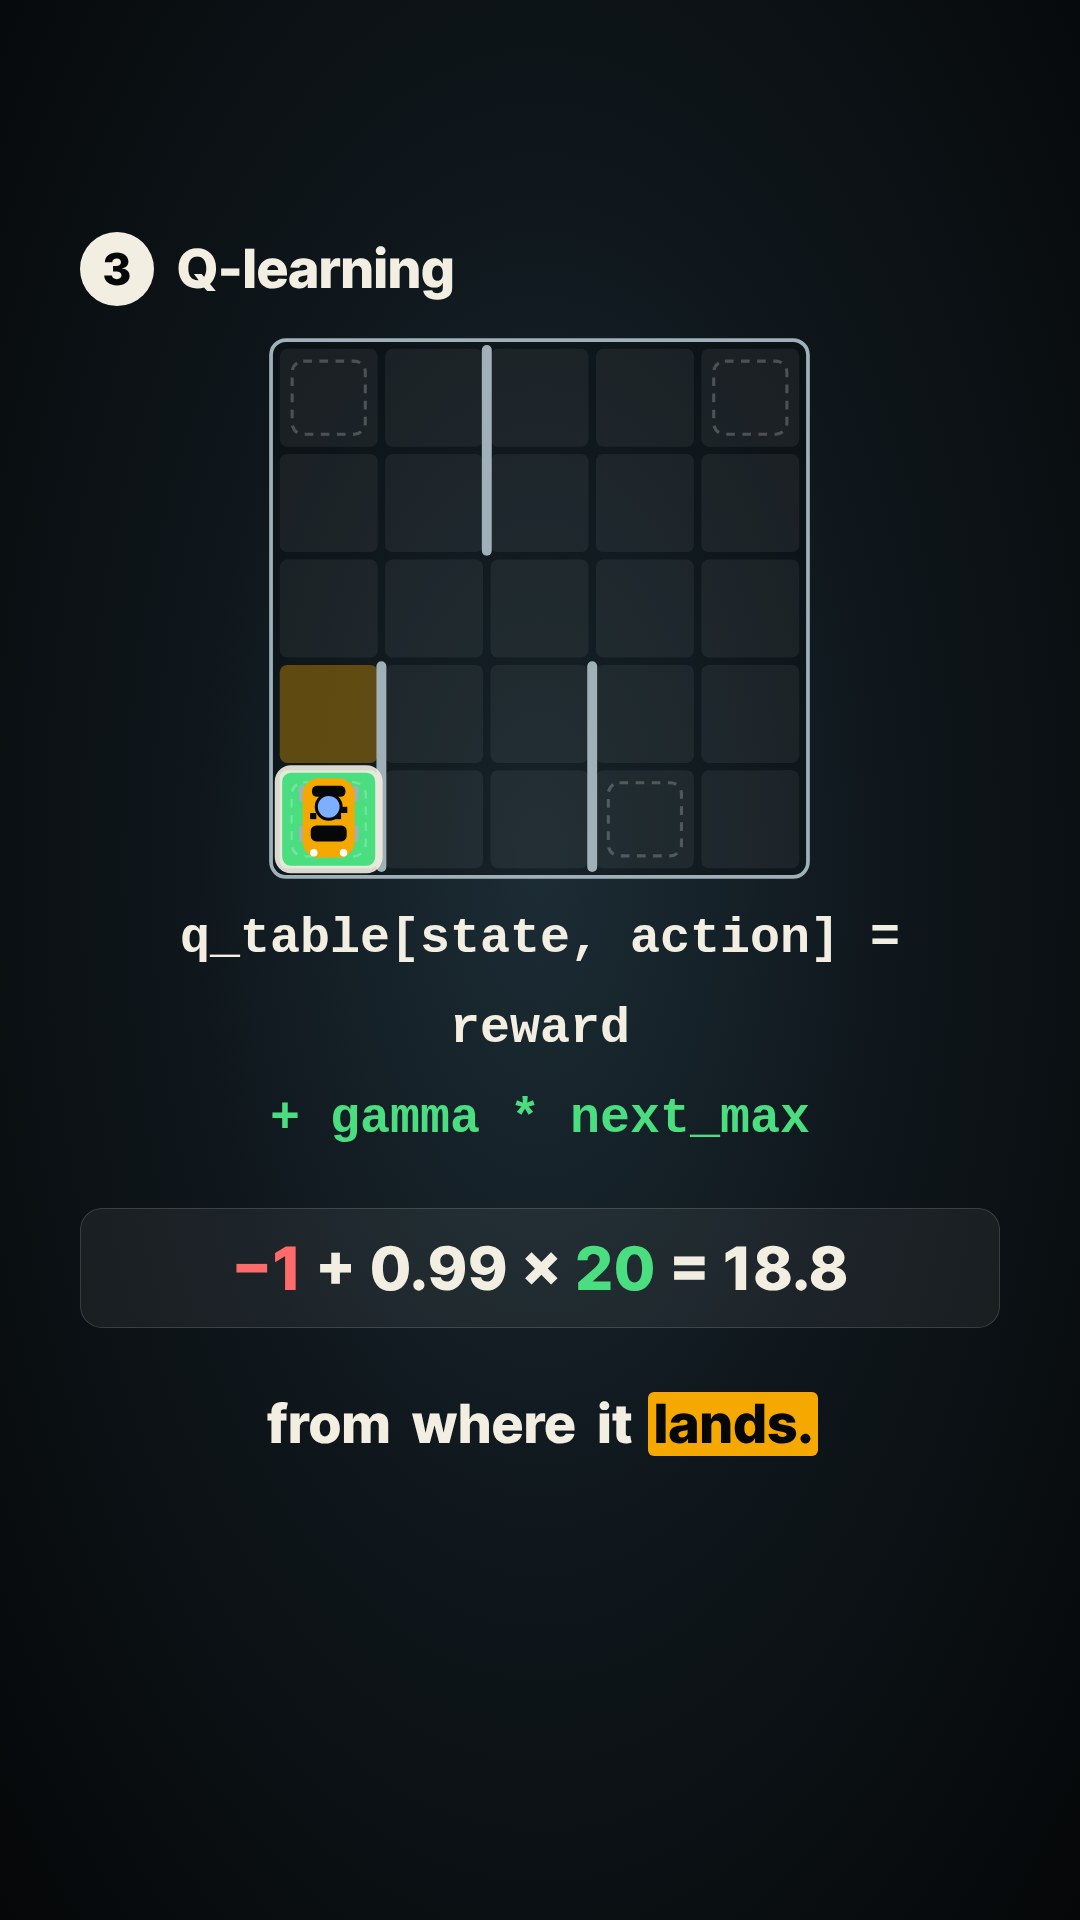 3 Q-learning
q_table[state, action] =
reward
+ gamma * next_max
−1 + 0.99 × 20 = 18.8
from where it lands.